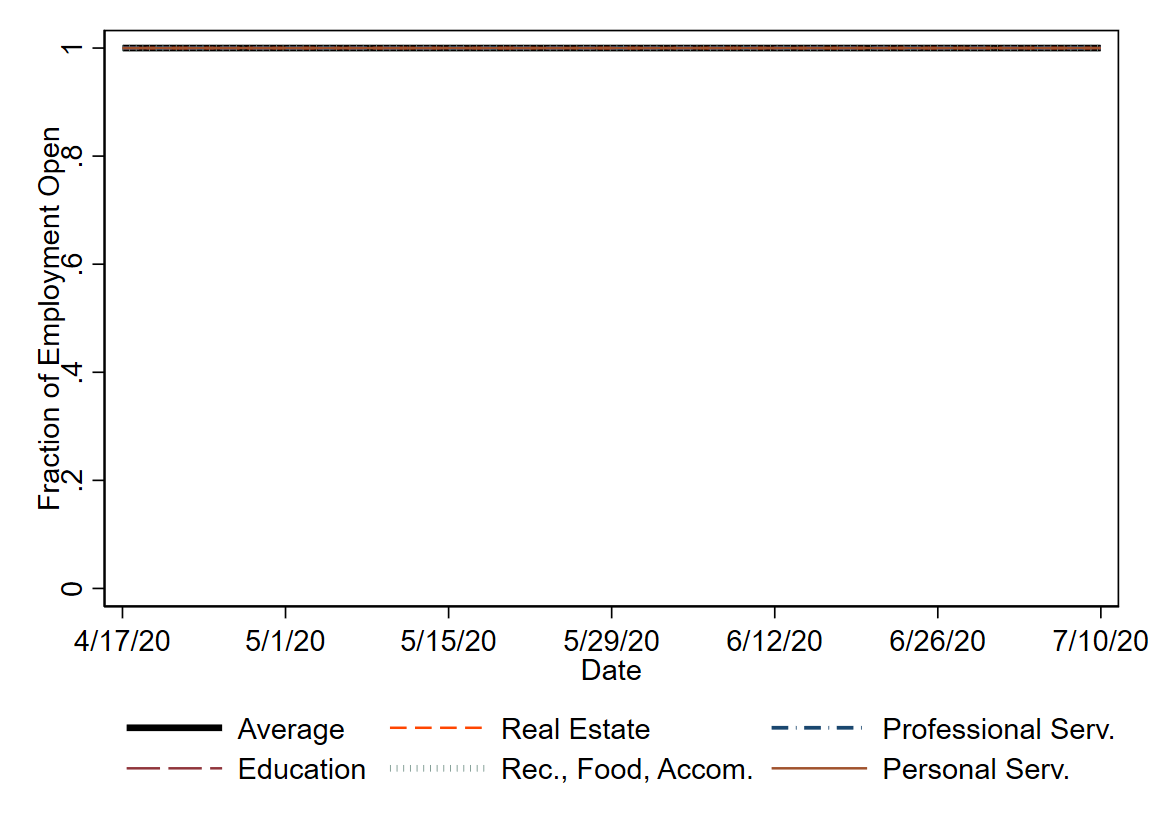 Fraction of Employment Open
1
.8
.6
.4
.2
0
4/17/20 5/1/20 5/15/20 5/29/20 6/12/20 6/26/20 7/10/20
Date
Average Real Estate Professional Serv.
Education Rec., Food, Accom. Personal Serv.